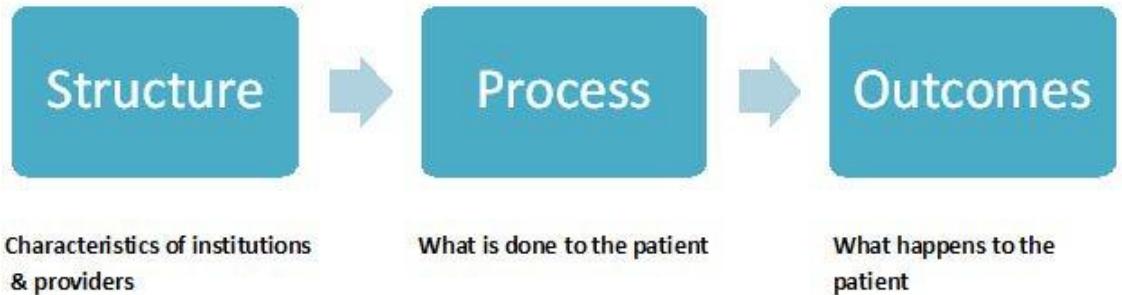 Structure
Process
Outcomes
Characteristics of institutions
& providers
What is done to the patient
What happens to the
patient